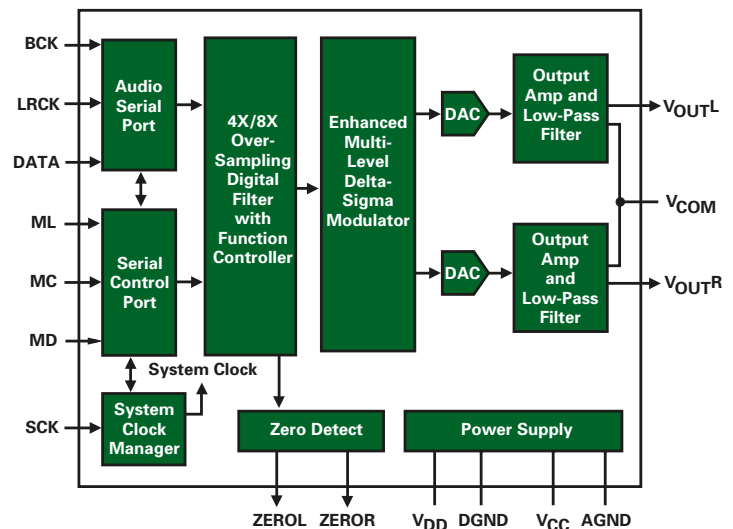 BCK
LRCK
DATA
ML
MC
MD
SCK
Audio
Serial
Port
Serial
Control
Port
System Clock
System
Clock
Manager
4X/8X
Over-
Sampling
Digital
Filter
with
Function
Controller
Enhanced
Multi-
Level
Delta-
Sigma
Modulator
DAC
DAC
Output
Amp and
Low-Pass
Filter
Output
Amp
and
Low-Pass
Filter
VOUTL
VCOM
VOUTR
Zero Detect
Power Supply
ZEROL
ZEROR
VDD
DGND
VCC
AGND